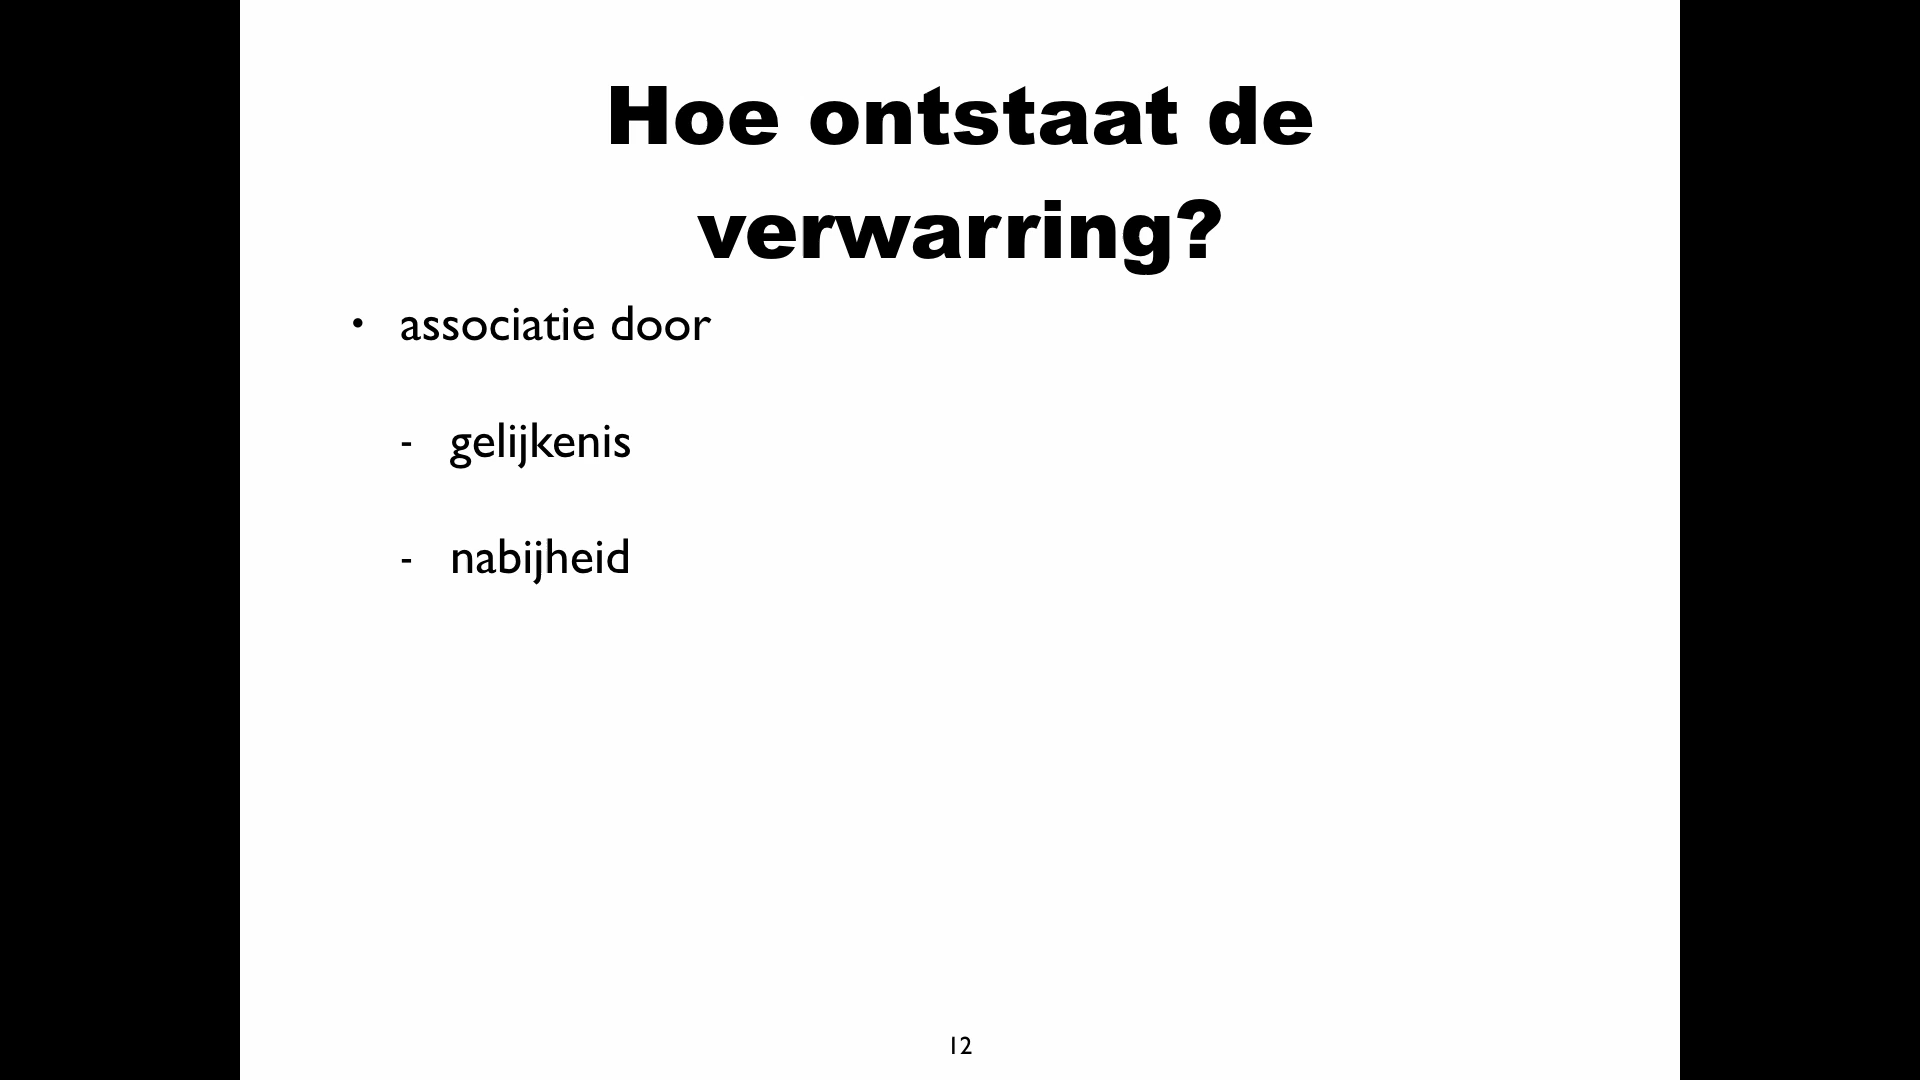 Hoe ontstaat de
verwarring?
• associatie door
- gelijkenis
- nabijheid
12